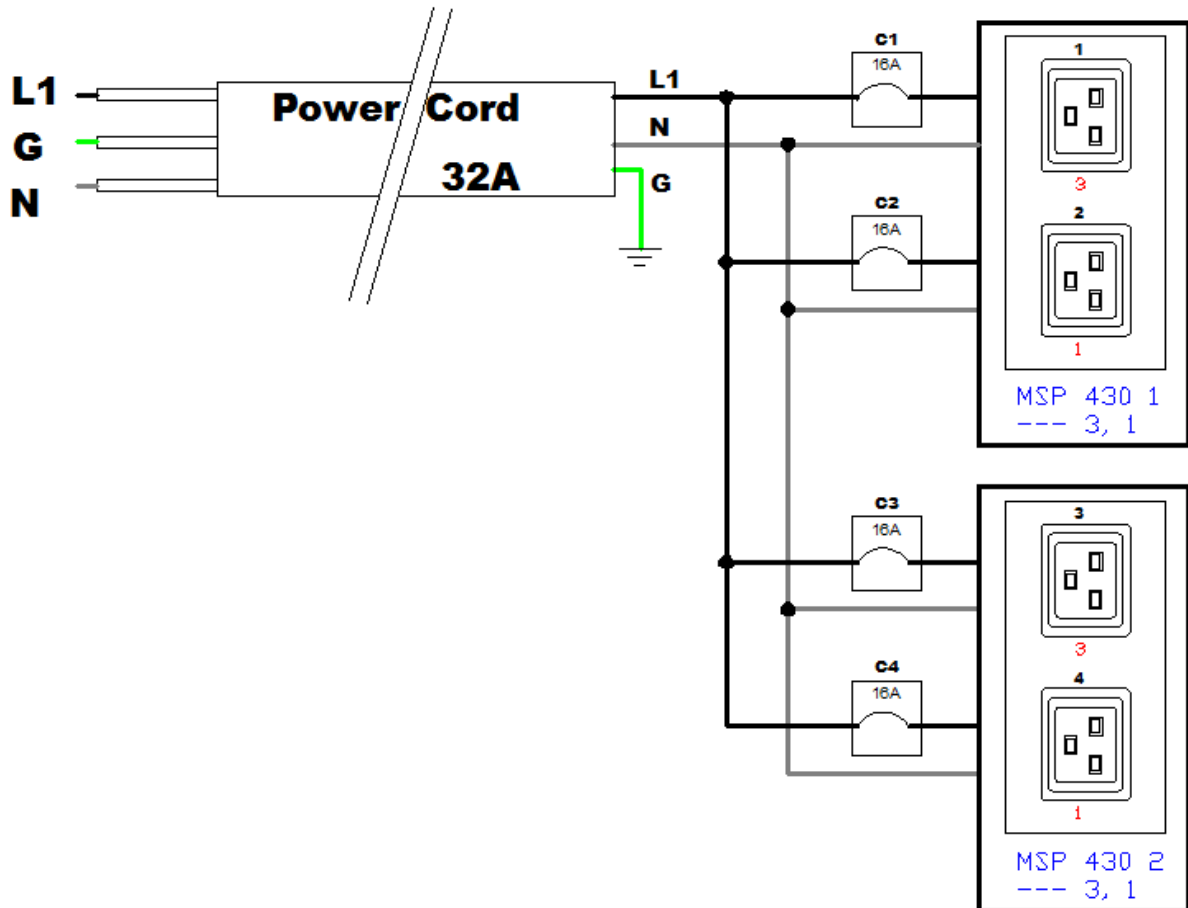 L1
G
N
Power Cord
32A
L1
N
G
C1
16A
C2
16A
C3
16A
C4
16A
1
3
2
1
MSP 430 1
--- 3, 1
3
3
4
1
MSP 430 2
--- 3, 1